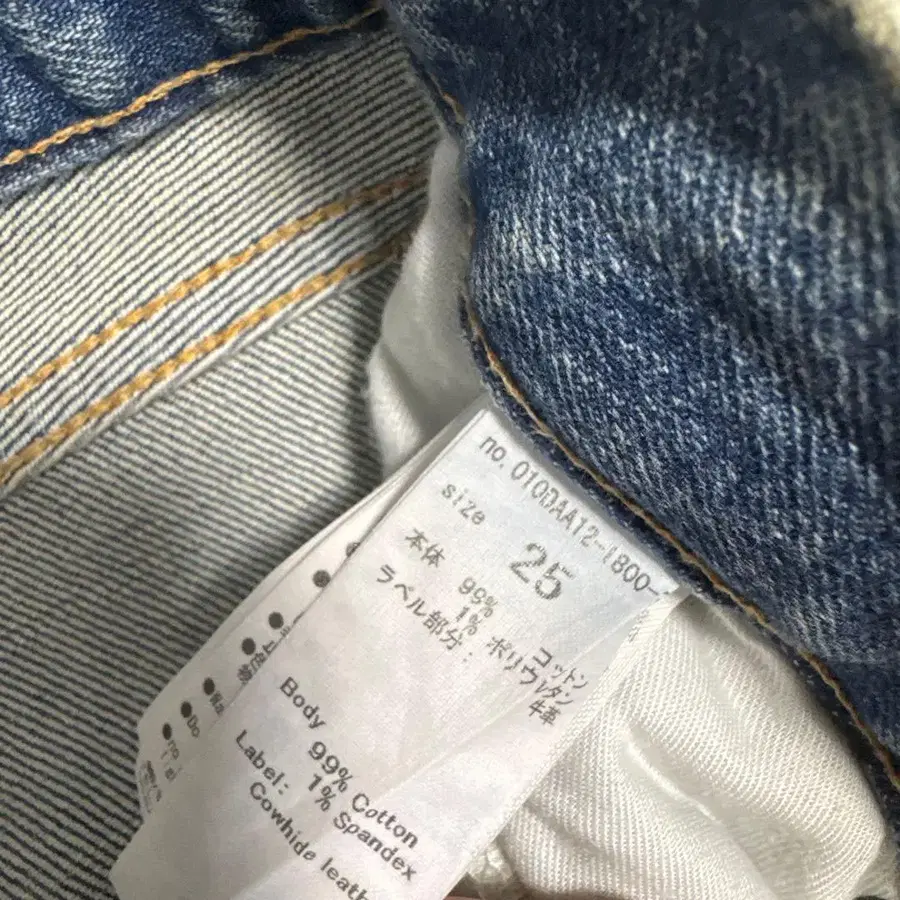 no. 010DAA12-1800-
size
25
本体 99% コットン
1% ポリウレタン
ラベル部分: 牛革
Body 99% Cotton
1% Spandex
Label: Cowhide leath